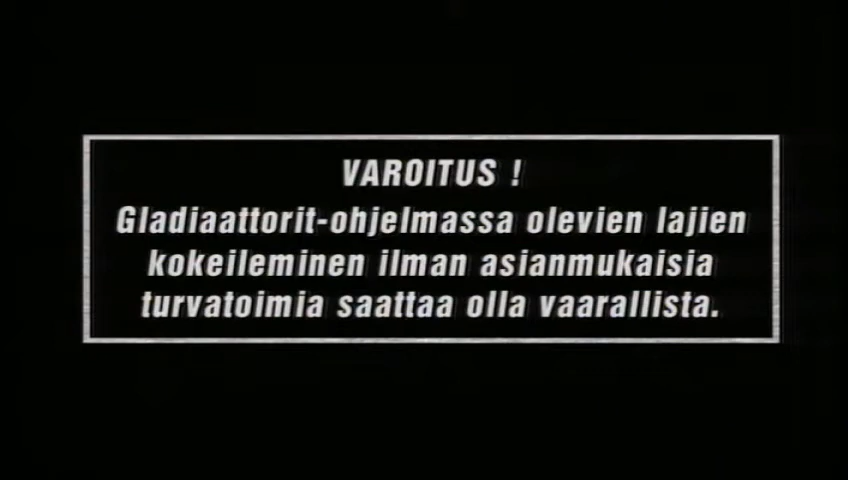 VAROITUS !
Gladiaattorit-ohjelmassa olevien lajien
kokeileminen ilman asianmukaisia
turvatoimia saattaa olla vaarallista.